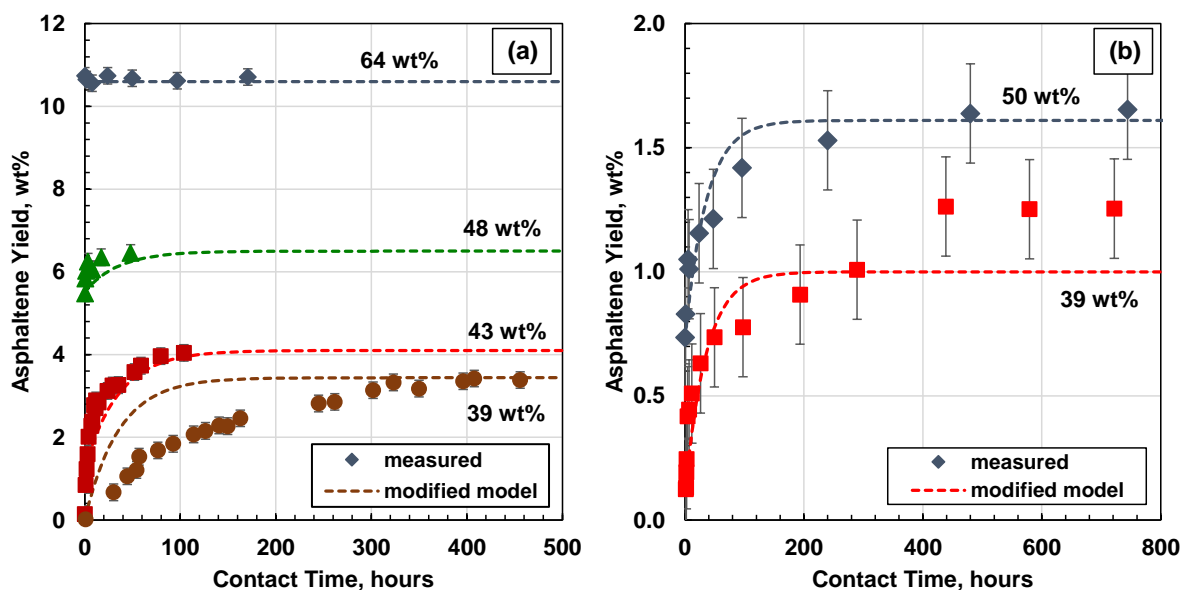 (a)
12
10
8
6
4
2
0
Asphaltene Yield, wt%
64 wt%
48 wt%
43 wt%
39 wt%
measured
modified model
0 100 200 300 400 500
Contact Time, hours
(b)
2.0
1.5
1.0
0.5
0.0
Asphaltene Yield, wt%
50 wt%
39 wt%
measured
modified model
0 200 400 600 800
Contact Time, hours